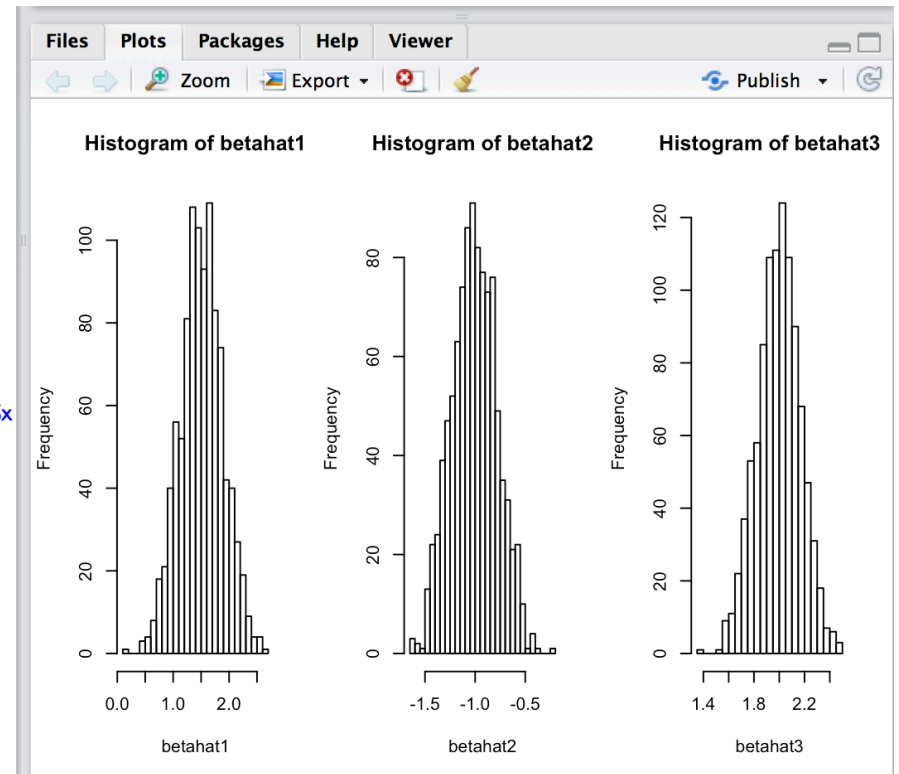 Files Plots Packages Help Viewer
Zoom Export Publish
Histogram of betahat1
Frequency
0 20 40 60 80 100
0.0 1.0 2.0
betahat1
Histogram of betahat2
Frequency
0 20 40 60 80
-1.5 -1.0 -0.5
betahat2
Histogram of betahat3
Frequency
0 20 40 60 80 100 120
1.4 1.8 2.2
betahat3